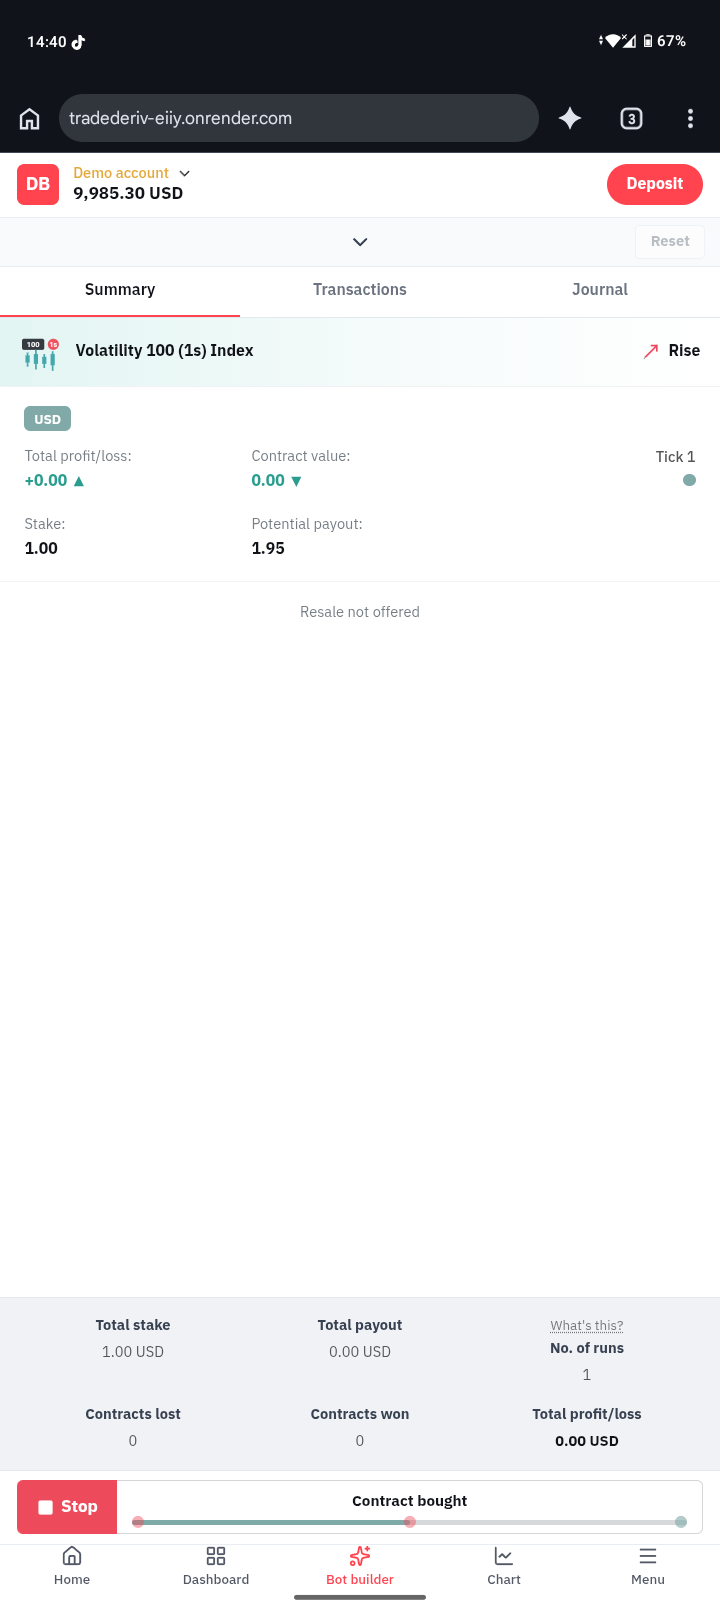 14:40
67%
tradederiv-eiiy.onrender.com
3
DB
Demo account
9,985.30 USD
Deposit
Reset
Summary
Transactions
Journal
100
1s
Volatility 100 (1s) Index
Rise
USD
Total profit/loss:
Contract value:
Tick 1
+0.00
0.00
Stake:
Potential payout:
1.00
1.95
Resale not offered
Total stake
Total payout
What's this?
No. of runs
1.00 USD
0.00 USD
1
Contracts lost
Contracts won
Total profit/loss
0
0
0.00 USD
Stop
Contract bought
Home
Dashboard
Bot builder
Chart
Menu